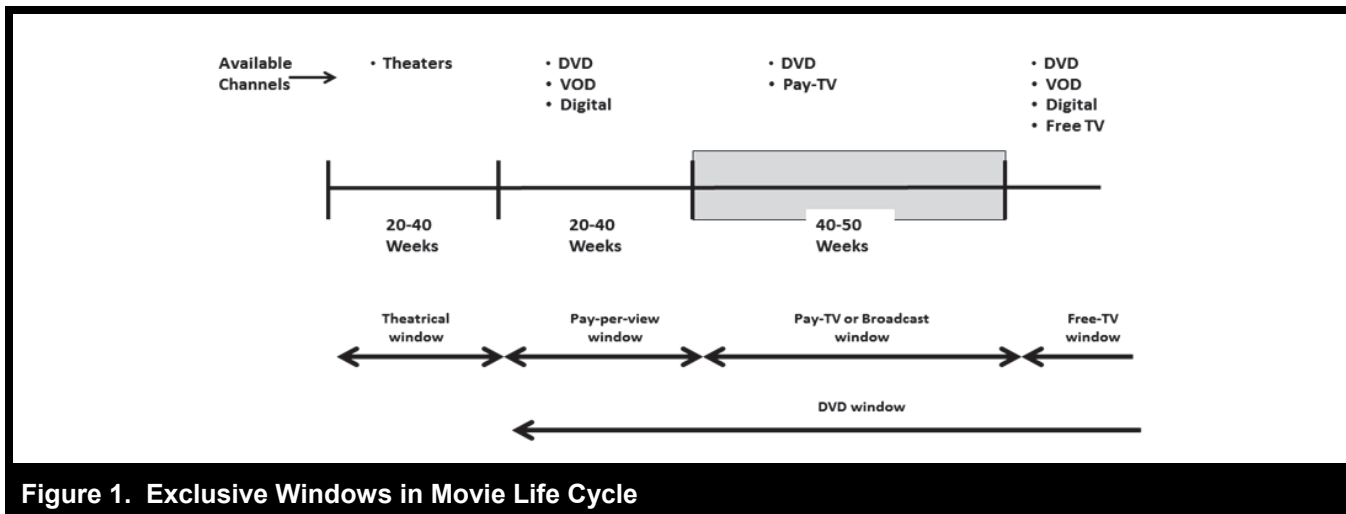 Available
Channels
• Theaters
• DVD
• VOD
• Digital
• DVD
• Pay-TV
• DVD
• VOD
• Digital
• Free TV
20-40
Weeks
20-40
Weeks
40-50
Weeks
Theatrical
window
Pay-per-view
window
Pay-TV or Broadcast
window
Free-TV
window
DVD window
Figure 1. Exclusive Windows in Movie Life Cycle